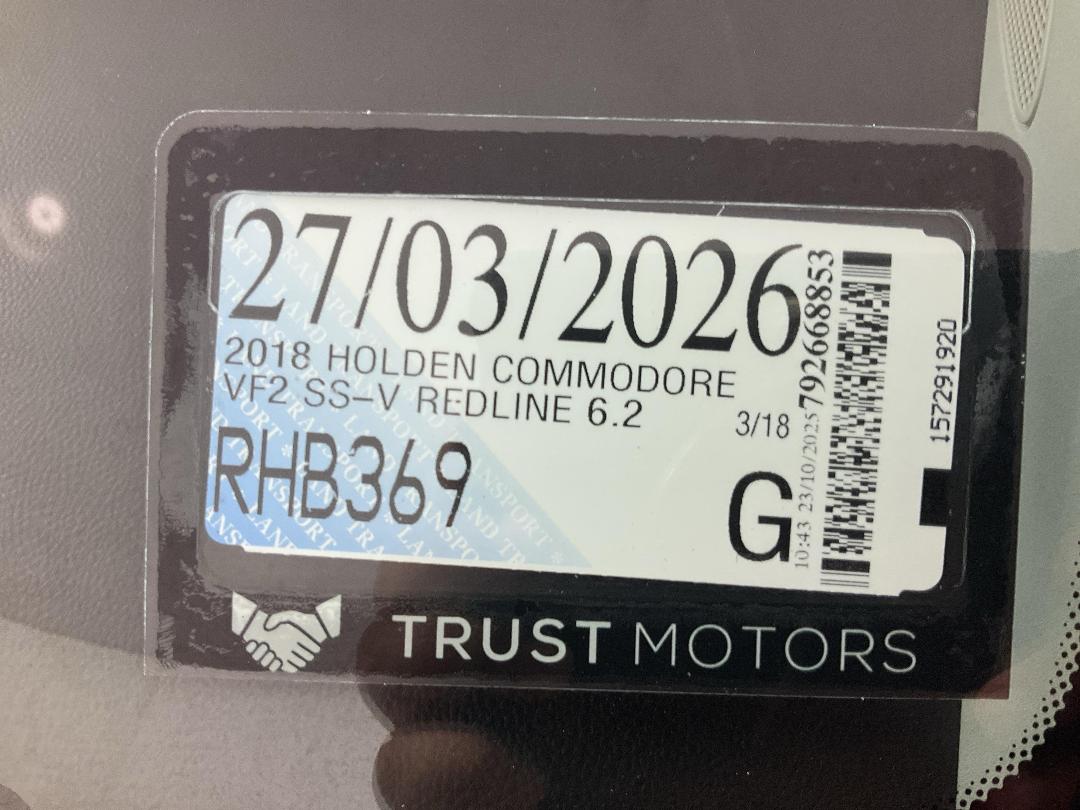 27/03/2026
2018 HOLDEN COMMODORE
VF2 SS-V REDLINE 6.2
3/18
RHB369
G
10:43 23/10/2025 792668853
157291920
TRUST MOTORS